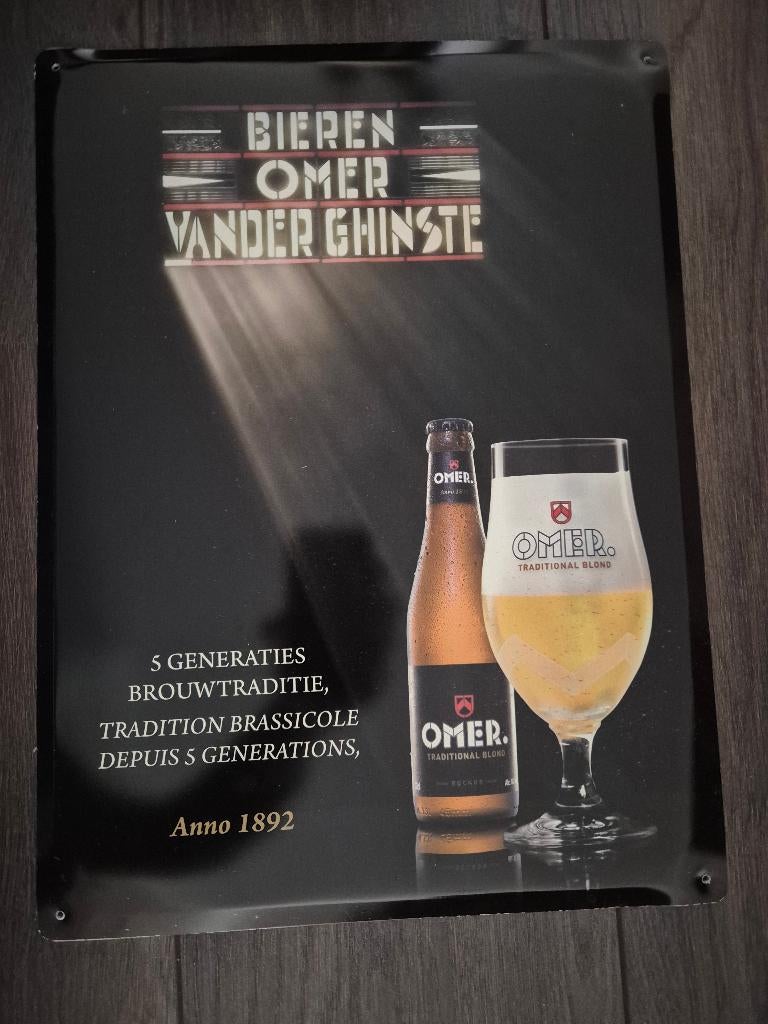 BIEREN
OMER
VANDER GHINSTE
OMER.
OMER.
TRADITIONAL BLOND
5 GENERATIES
BROUWTRADITIE,
TRADITION BRASSICOLE
DEPUIS 5 GENERATIONS,
OMER.
TRADITIONAL BLOND
Anno 1892